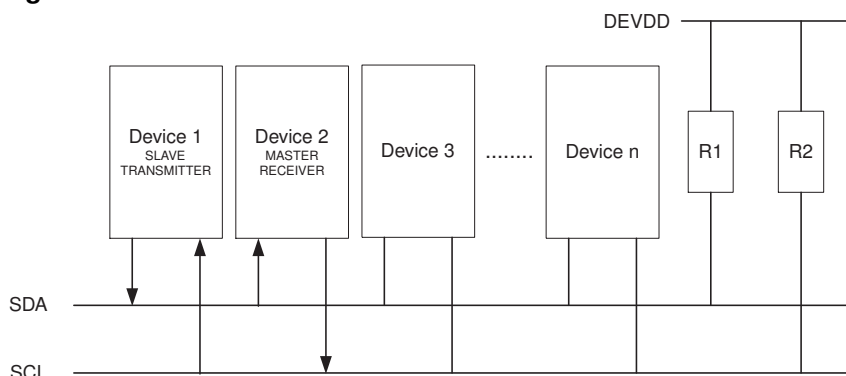 DEVDD
Device 1
SLAVE
TRANSMITTER
Device 2
MASTER
RECEIVER
Device 3
........
Device n
R1
R2
SDA
SCL